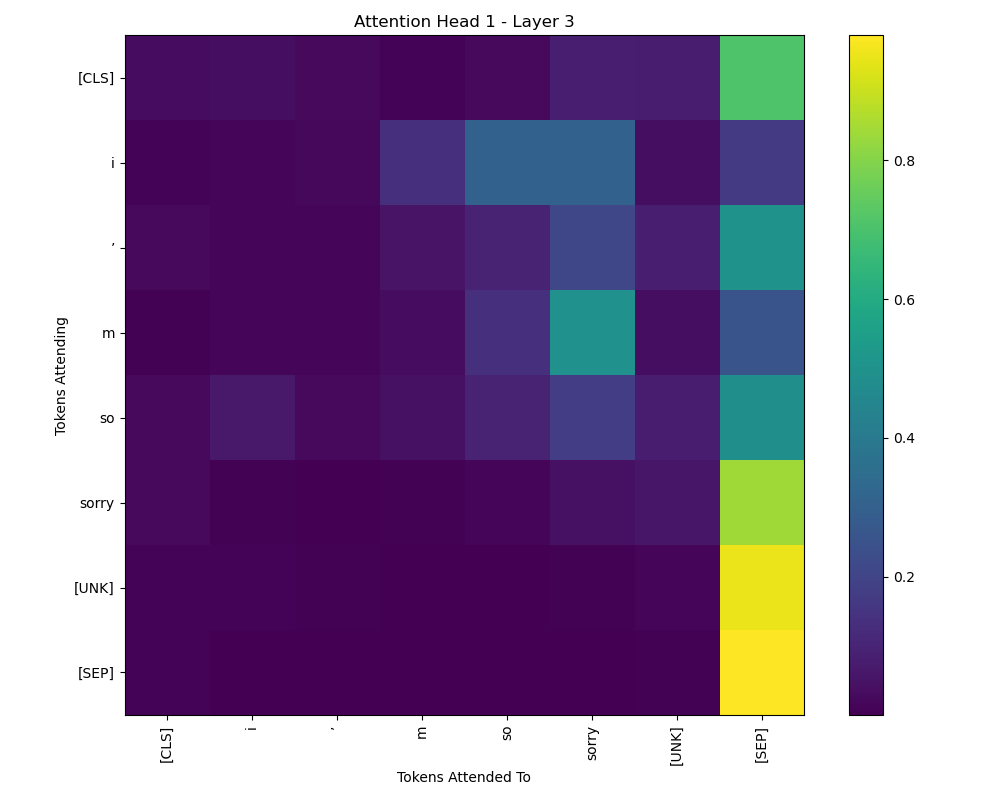 Attention Head 1 - Layer 3
[CLS]
i
’
m
so
sorry
[UNK]
[SEP]
Tokens Attending
[CLS]
i
’
m
so
sorry
[UNK]
[SEP]
Tokens Attended To
0.8
0.6
0.4
0.2